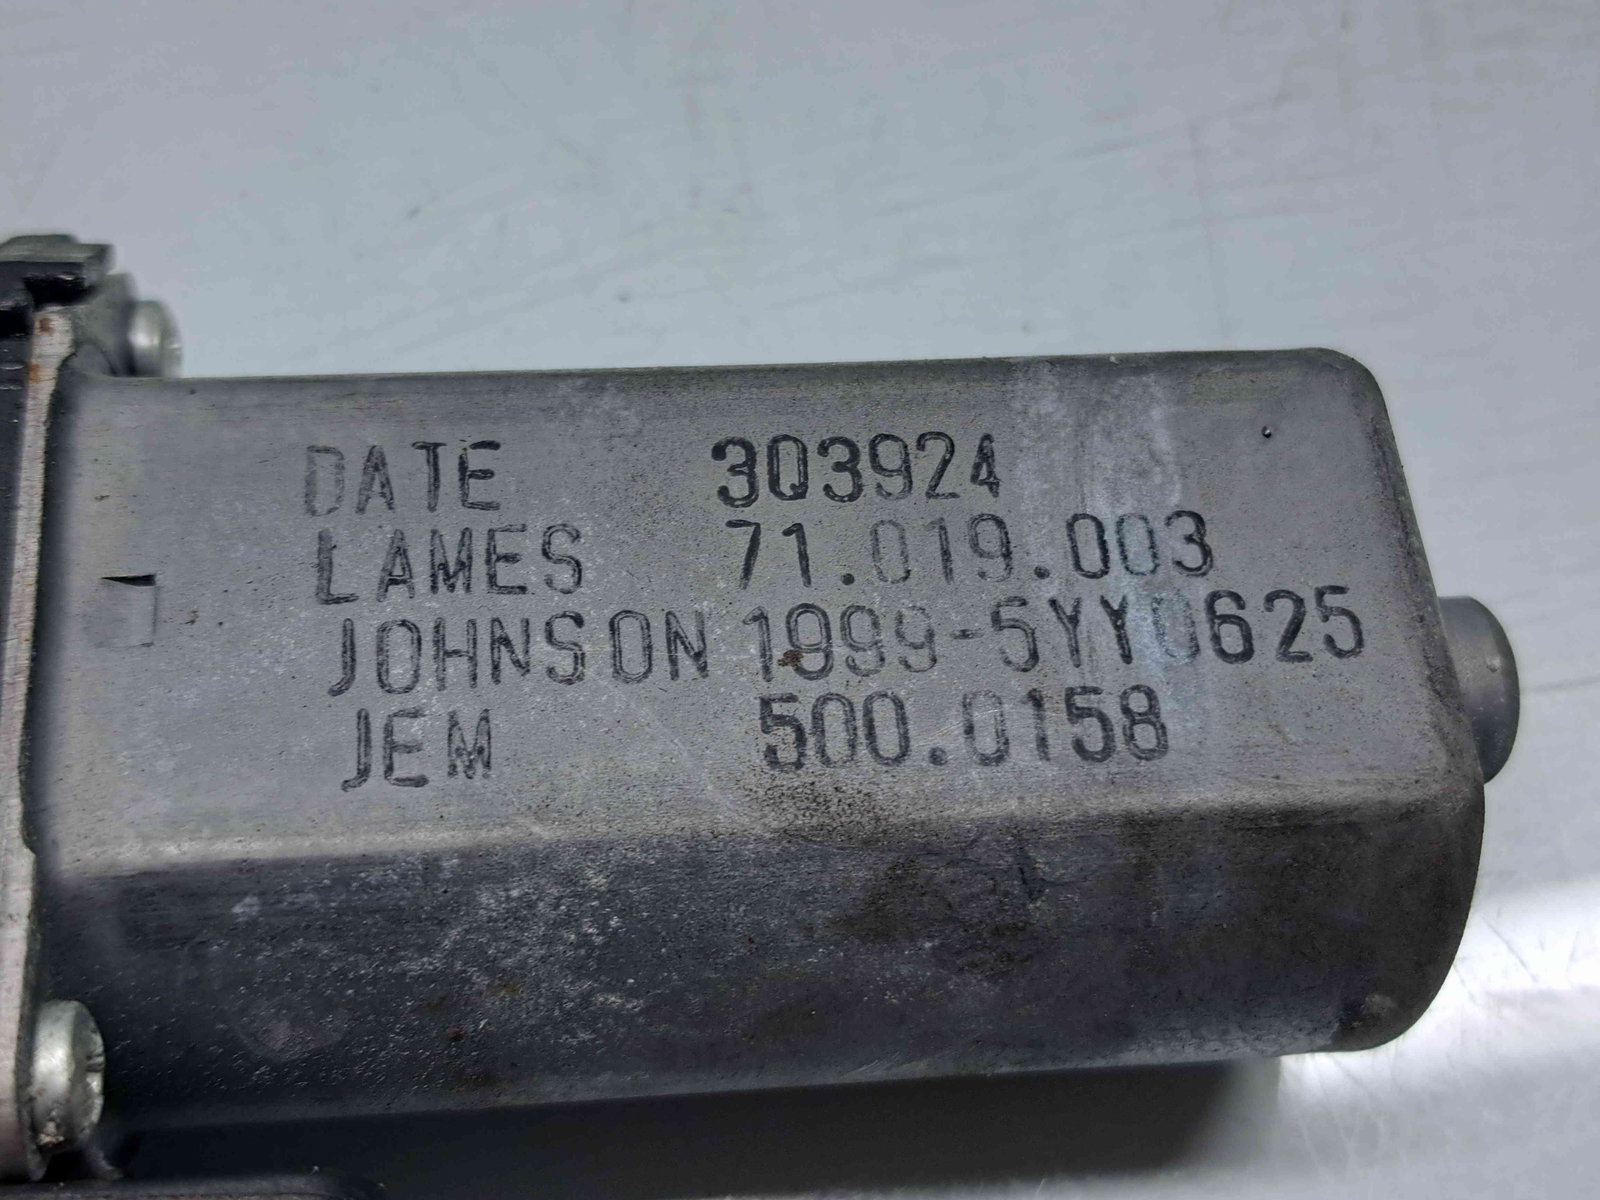 DATE 3Q3924
LAMES 71.019.003
JOHNSON 1999-5YY0625
JEM 500.0158